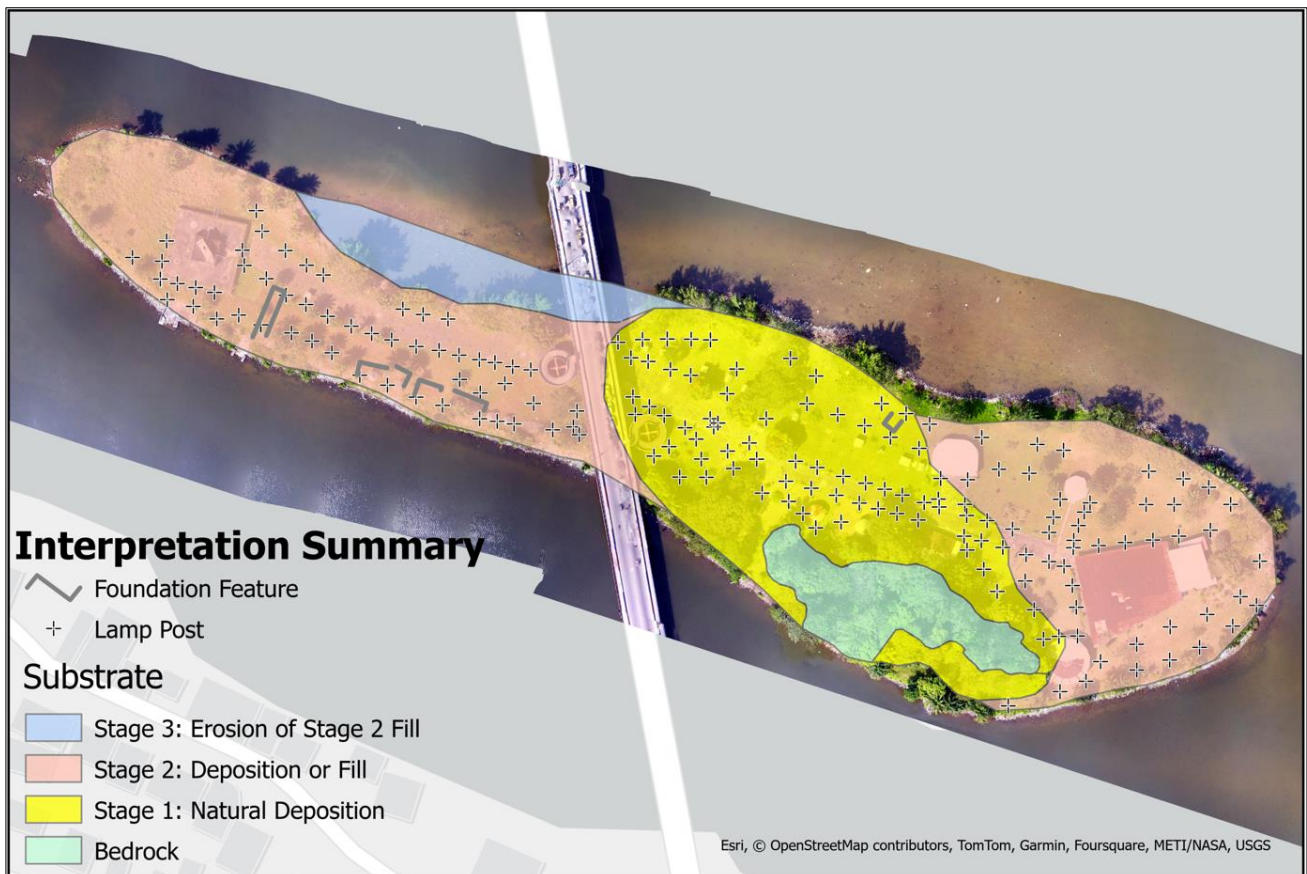 Interpretation Summary
Foundation Feature
Lamp Post
Substrate
Stage 3: Erosion of Stage 2 Fill
Stage 2: Deposition or Fill
Stage 1: Natural Deposition
Bedrock
Esri, © OpenStreetMap contributors, TomTom, Garmin, Foursquare, METI/NASA, USGS